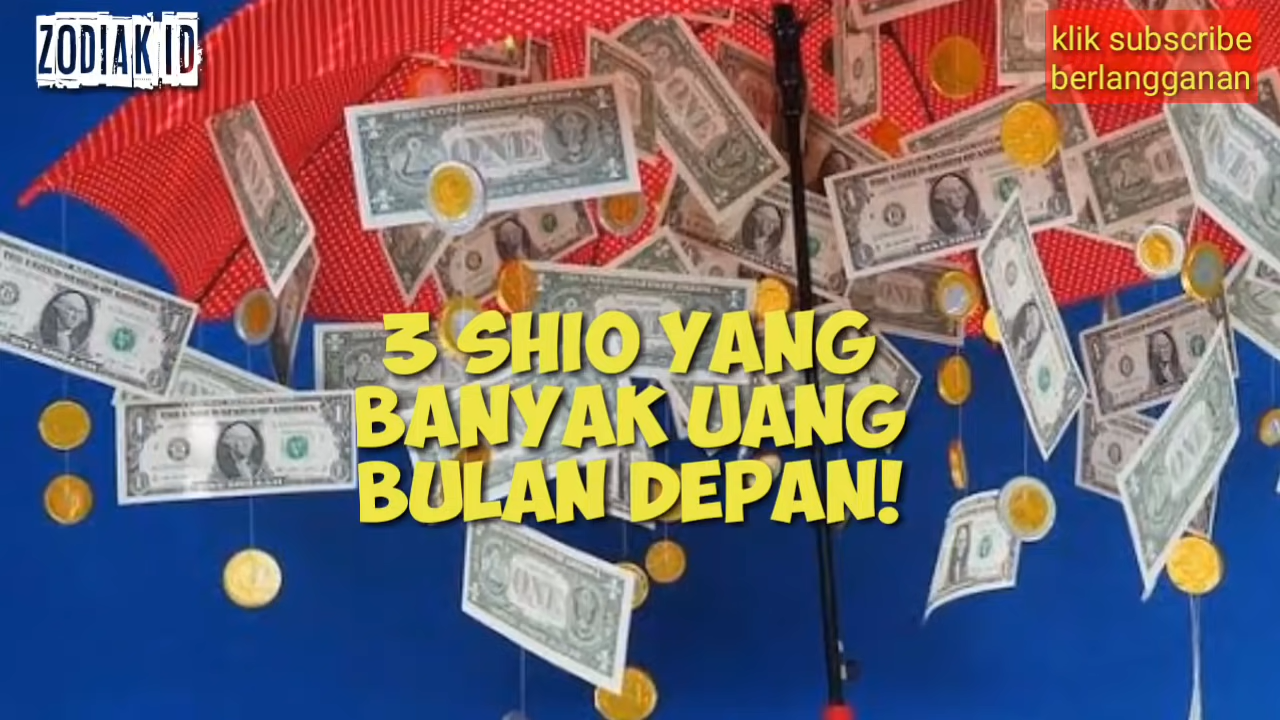 ZODIAK ID
klik subscribe
berlangganan
3 SHIO YANG
BANYAK UANG
BULAN DEPAN!